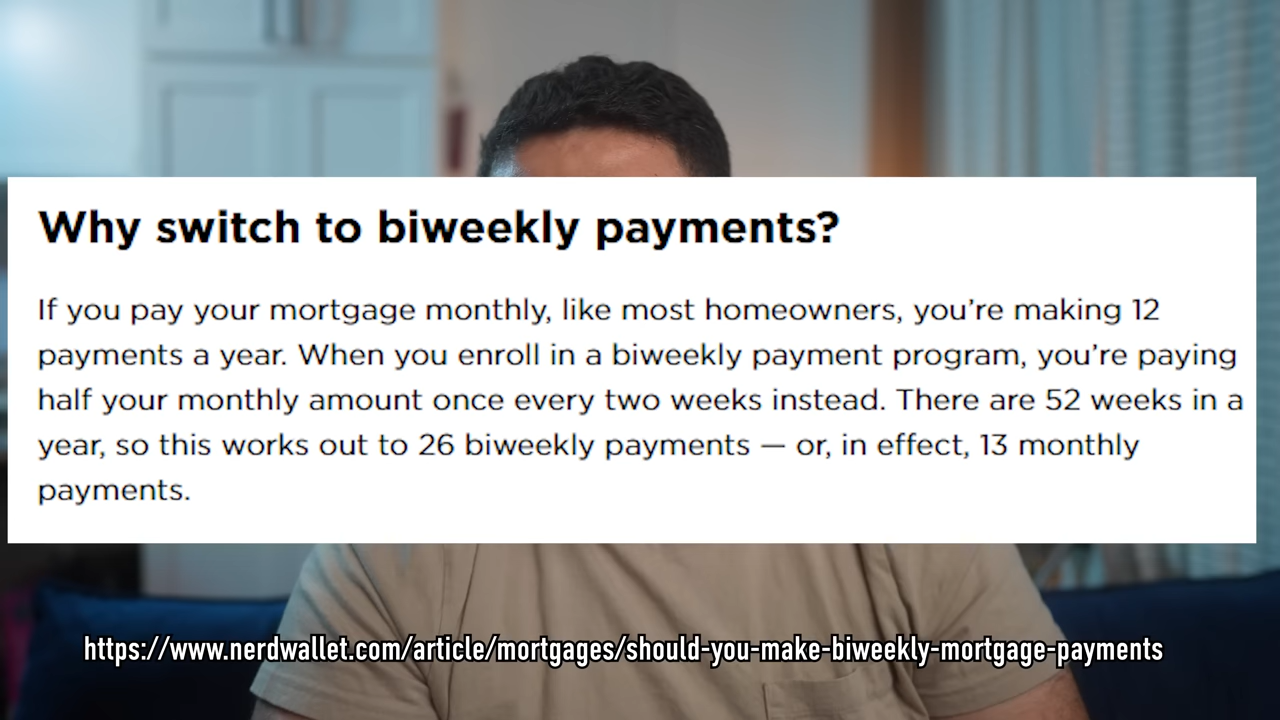 Why switch to biweekly payments?
If you pay your mortgage monthly, like most homeowners, you’re making 12
payments a year. When you enroll in a biweekly payment program, you’re paying
half your monthly amount once every two weeks instead. There are 52 weeks in a
year, so this works out to 26 biweekly payments — or, in effect, 13 monthly
payments.
https://www.nerdwallet.com/article/mortgages/should-you-make-biweekly-mortgage-payments